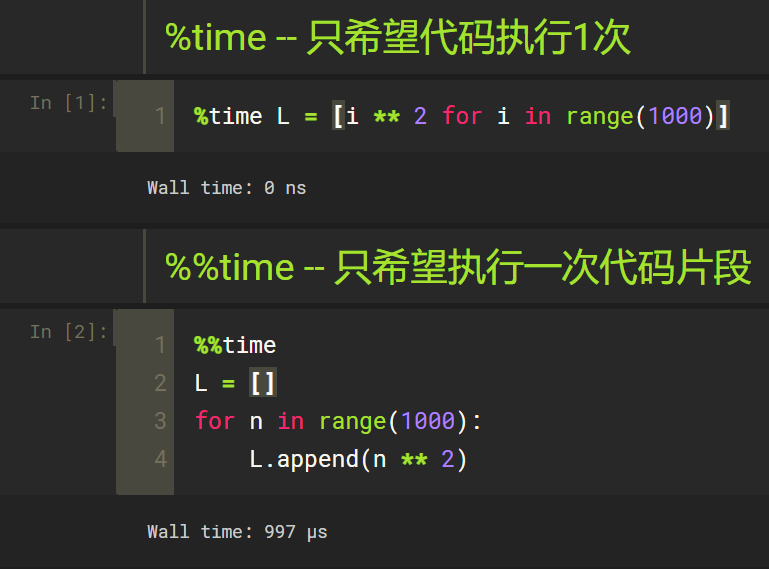 %time -- 只希望代码执行1次
In [1]:
1 %time L = [i ** 2 for i in range(1000)]
Wall time: 0 ns
%%time -- 只希望执行一次代码片段
In [2]:
1 %%time
2 L = []
3 for n in range(1000):
4     L.append(n ** 2)
Wall time: 997 µs